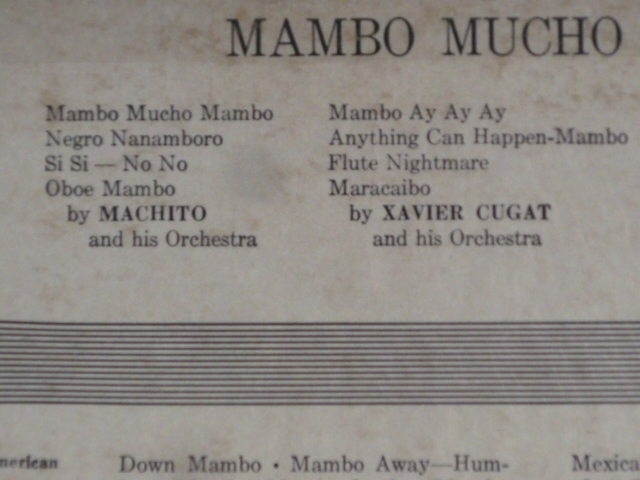 MAMBO MUCHO
Mambo Mucho Mambo
Negro Nanamboro
Si Si — No No
Oboe Mambo
by MACHITO
and his Orchestra
Mambo Ay Ay Ay
Anything Can Happen-Mambo
Flute Nightmare
Maracaibo
by XAVIER CUGAT
and his Orchestra
nerican
Down Mambo • Mambo Away—Hum-
Mexica